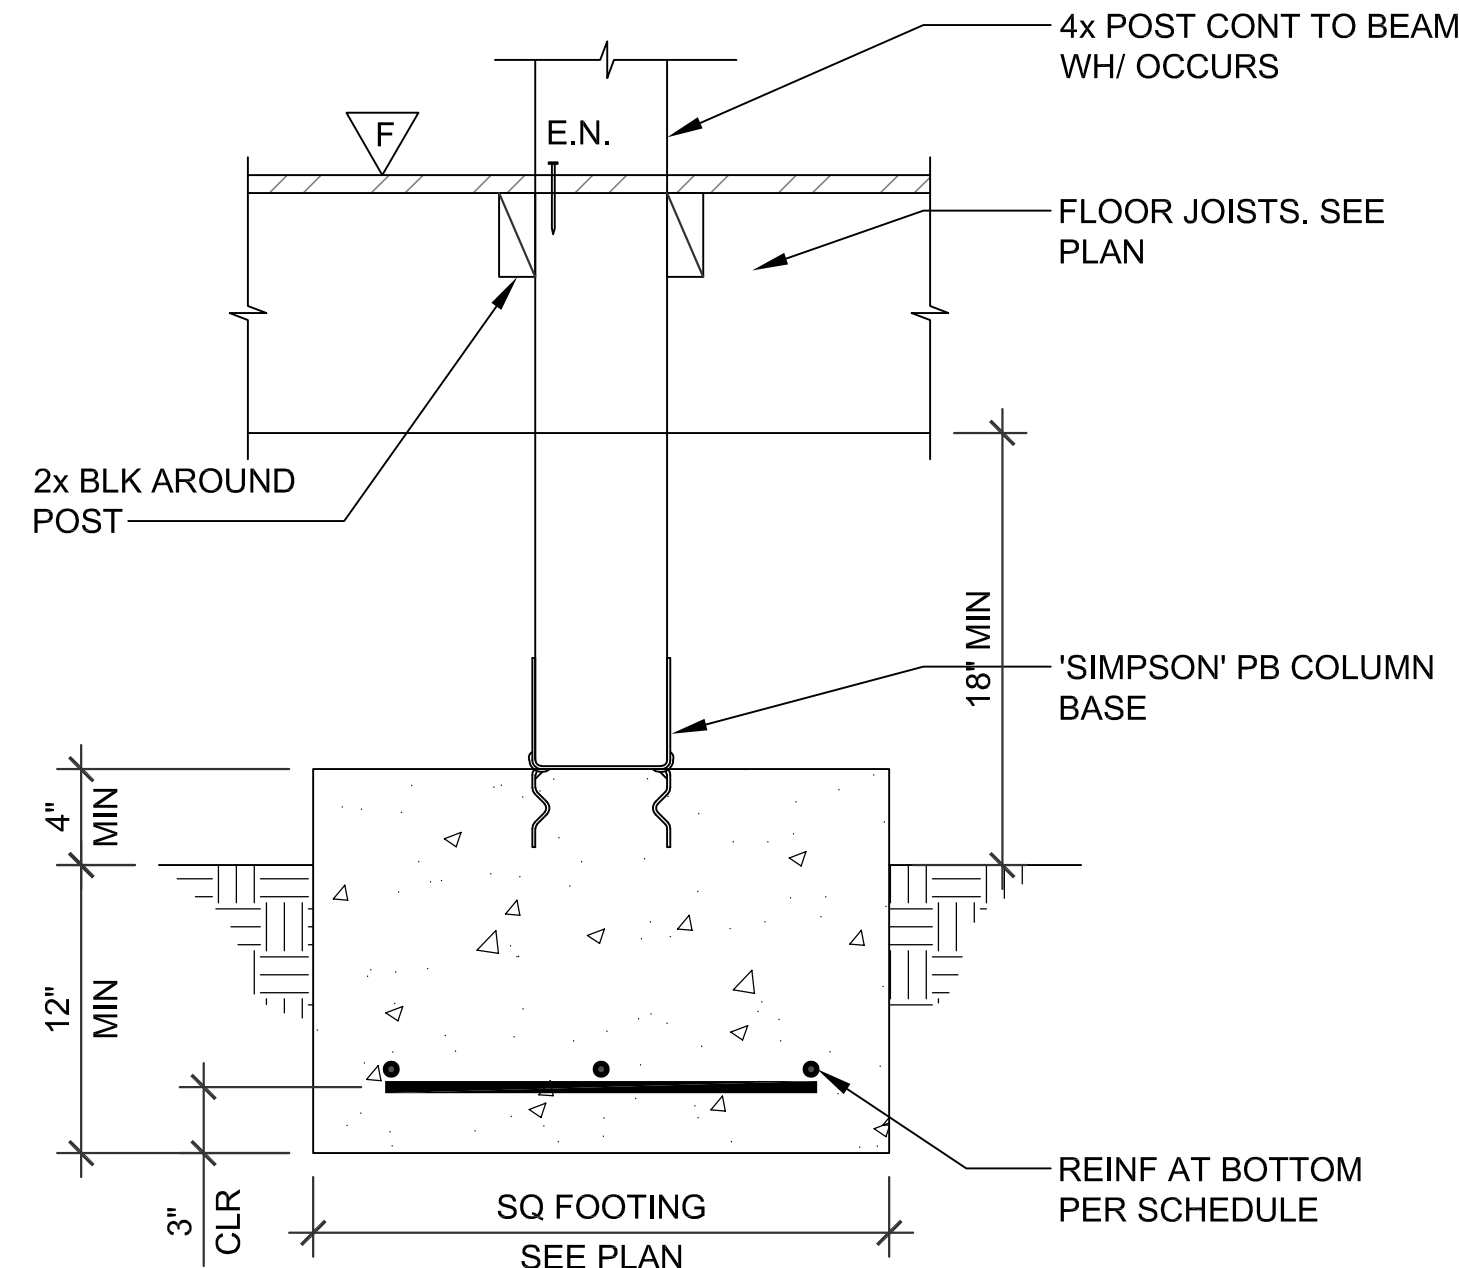 4x POST CONT TO BEAM
WH/ OCCURS
F
E.N.
FLOOR JOISTS. SEE
PLAN
2x BLK AROUND
POST
18" MIN
'SIMPSON' PB COLUMN
BASE
4"
MIN
12"
MIN
3"
CLR
REINF AT BOTTOM
PER SCHEDULE
SQ FOOTING
SEE PLAN